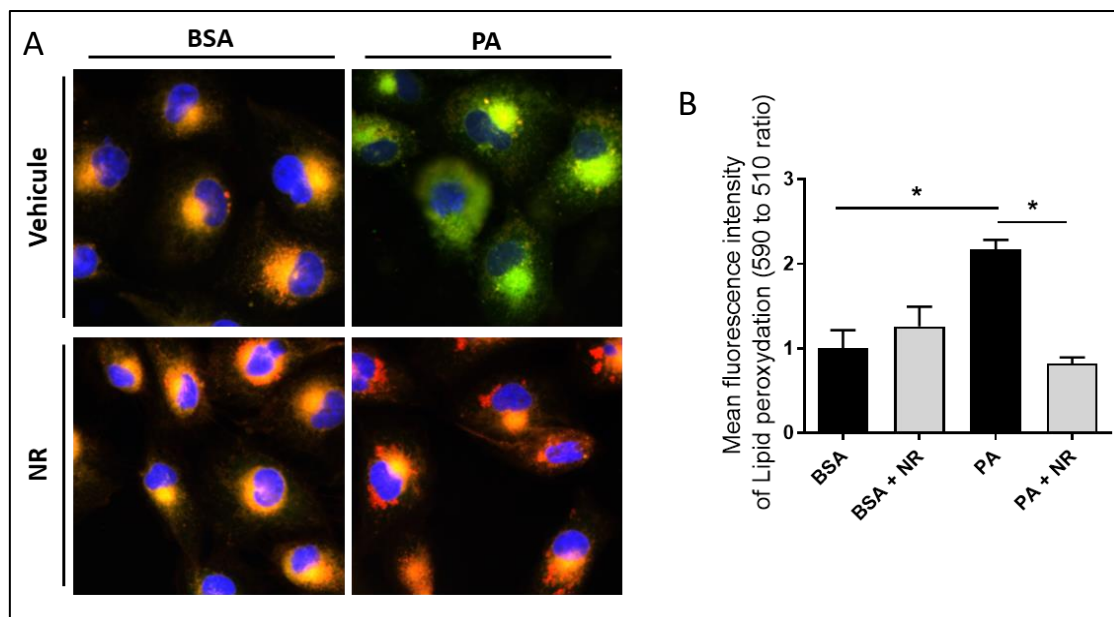 A
BSA
PA
Vehicule
NR
B
Mean fluorescence intensity
of Lipid peroxydation (590 to 510 ratio)
3
2
1
0
*
*
BSA
BSA + NR
PA
PA + NR